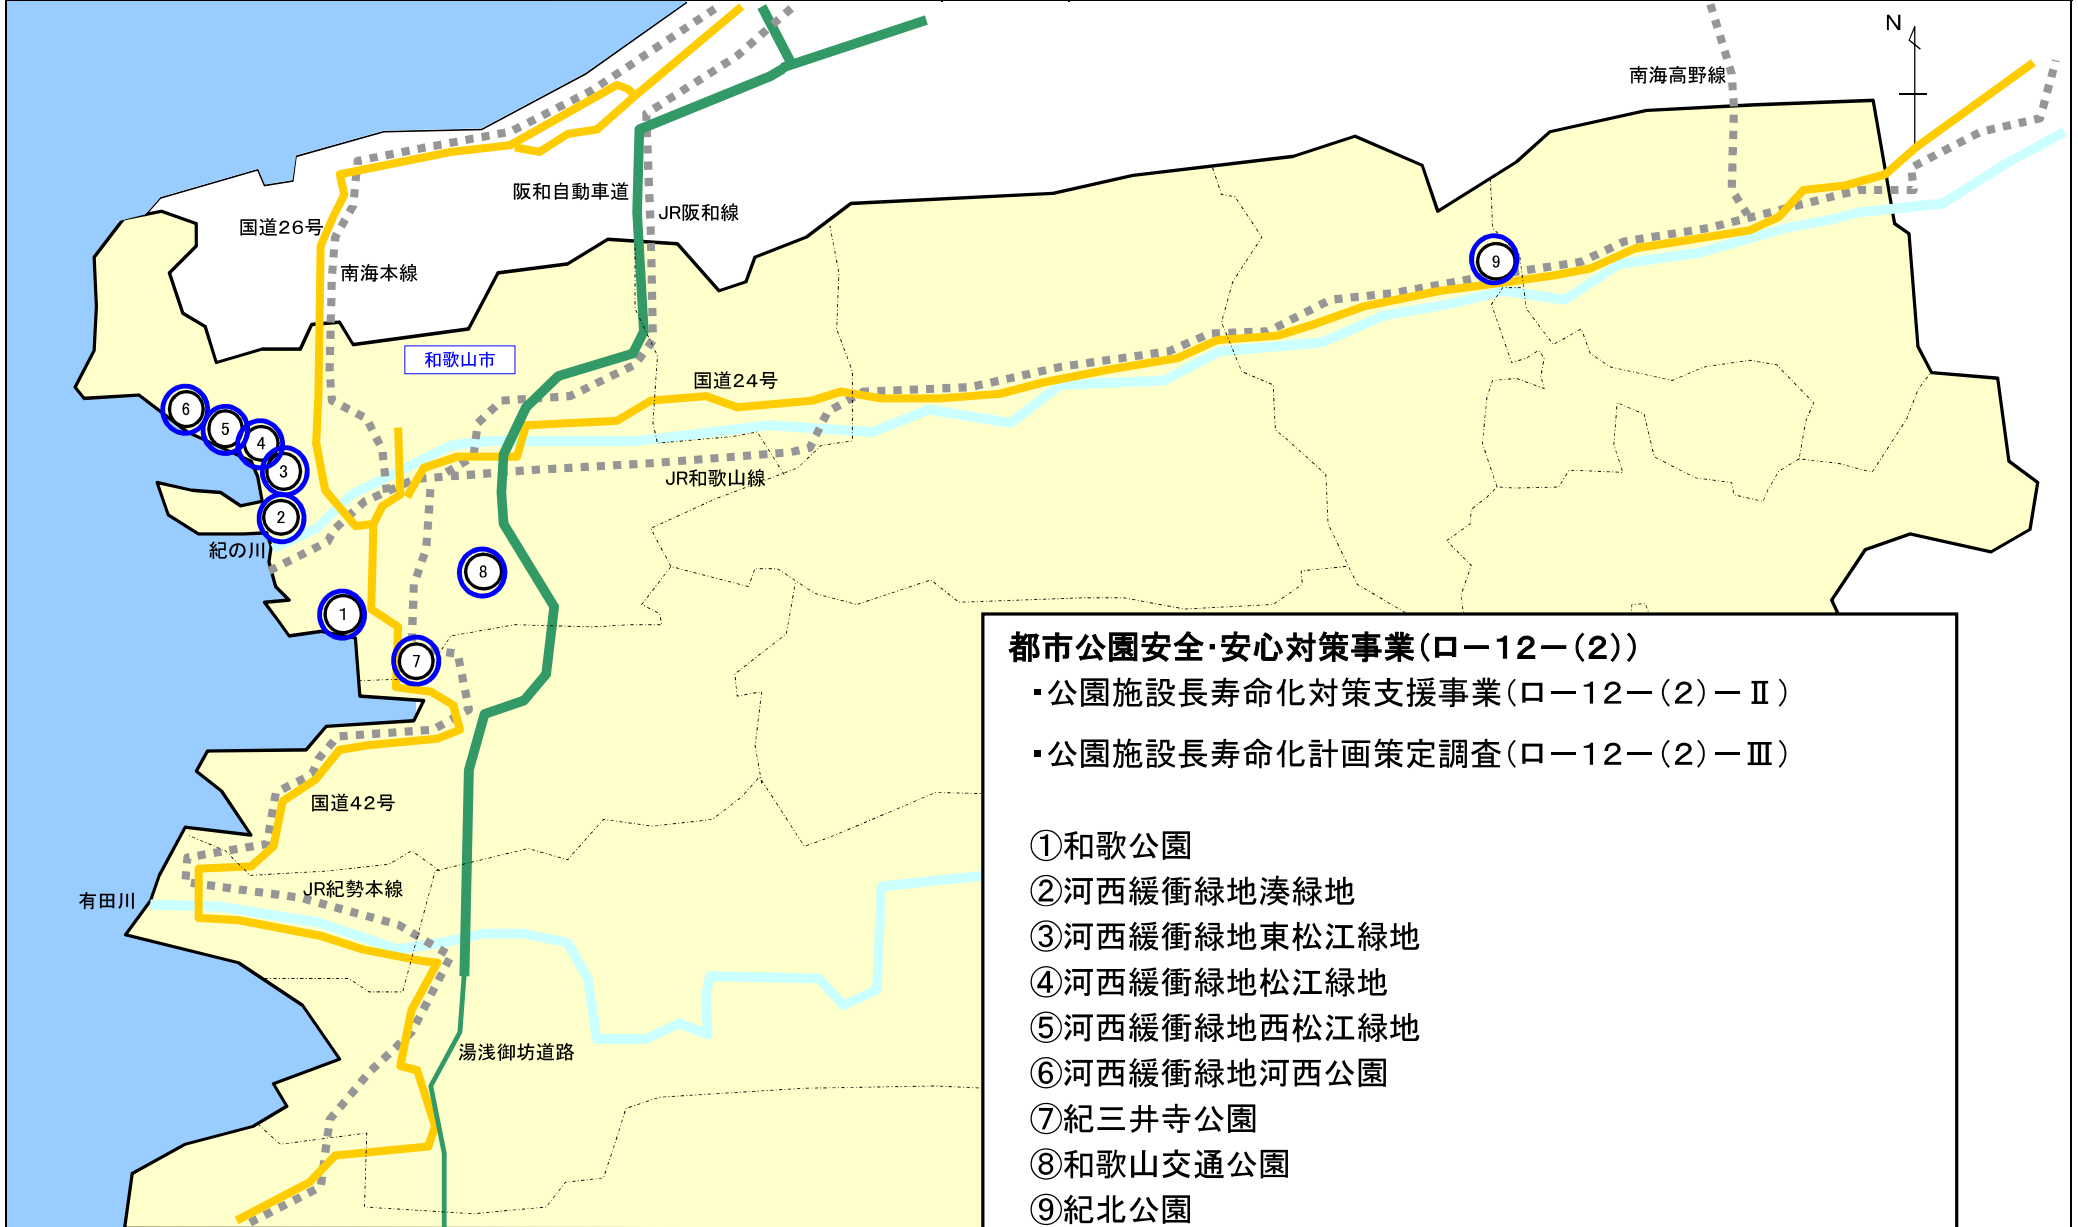 N
南海高野線
阪和自動車道
JR阪和線
国道26号
南海本線
和歌山市
国道24号
JR和歌山線
紀の川
9
6
5
4
3
2
8
1
7
国道42号
JR紀勢本線
有田川
湯浅御坊道路
都市公園安全・安心対策事業(ロ－12－(2))
・公園施設長寿命化対策支援事業(ロ－12－(2)－Ⅱ)
・公園施設長寿命化計画策定調査(ロ－12－(2)－Ⅲ)
①和歌公園
②河西緩衝緑地湊緑地
③河西緩衝緑地東松江緑地
④河西緩衝緑地松江緑地
⑤河西緩衝緑地西松江緑地
⑥河西緩衝緑地河西公園
⑦紀三井寺公園
⑧和歌山交通公園
⑨紀北公園